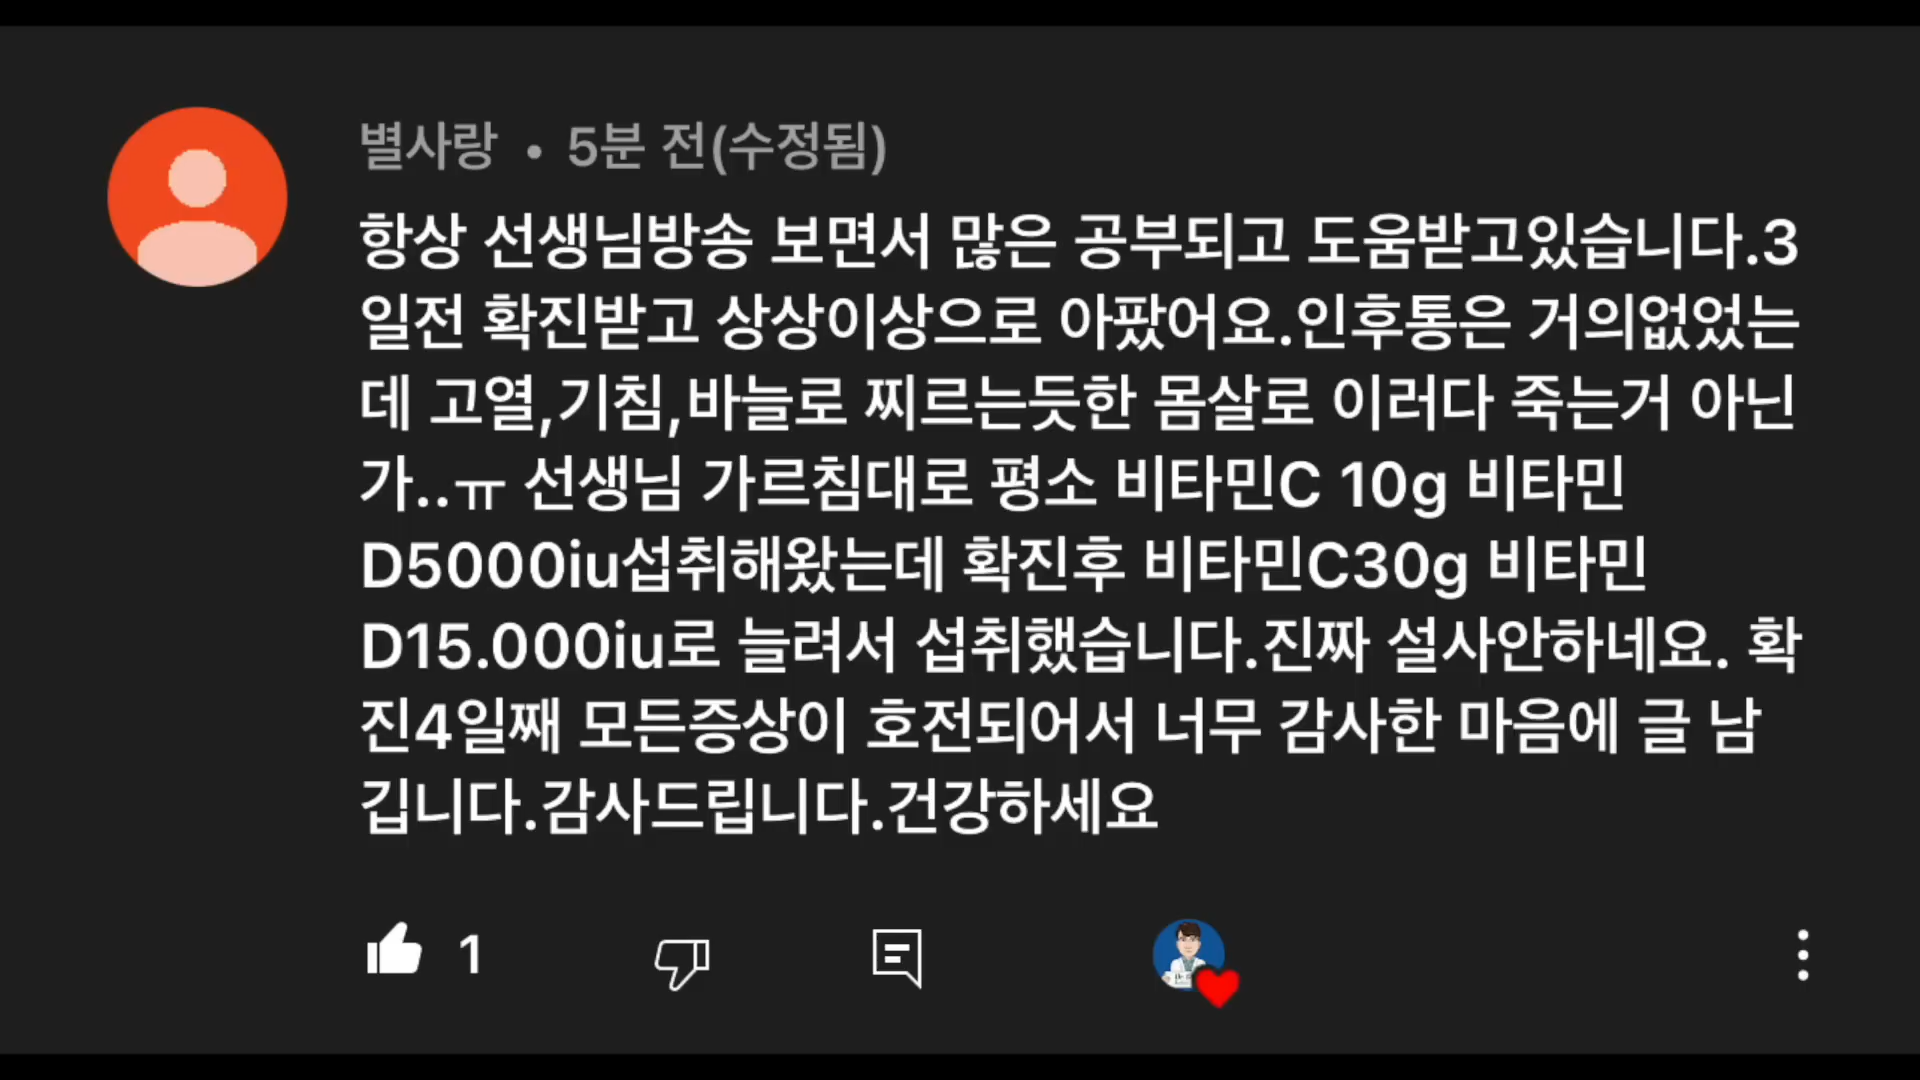 별사랑 • 5분 전(수정됨)
항상 선생님방송 보면서 많은 공부되고 도움받고있습니다.3
일전 확진받고 상상이상으로 아팠어요.인후통은 거의없었는
데 고열,기침,바늘로 찌르는듯한 몸살로 이러다 죽는거 아닌
가..ㅠ 선생님 가르침대로 평소 비타민C 10g 비타민
D5000iu섭취해왔는데 확진후 비타민C30g 비타민
D15.000iu로 늘려서 섭취했습니다.진짜 설사안하네요. 확
진4일째 모든증상이 호전되어서 너무 감사한 마음에 글 남
깁니다.감사드립니다.건강하세요
1